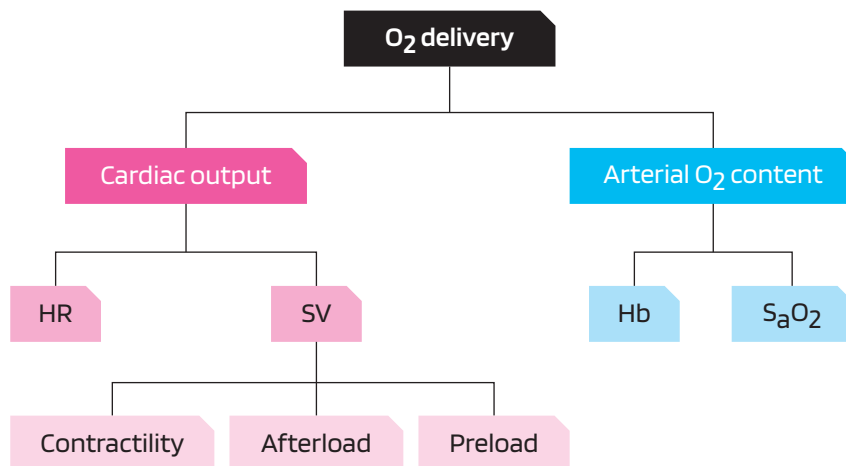 O₂ delivery
Cardiac output
Arterial O₂ content
HR
SV
Hb
SₐO₂
Contractility
Afterload
Preload